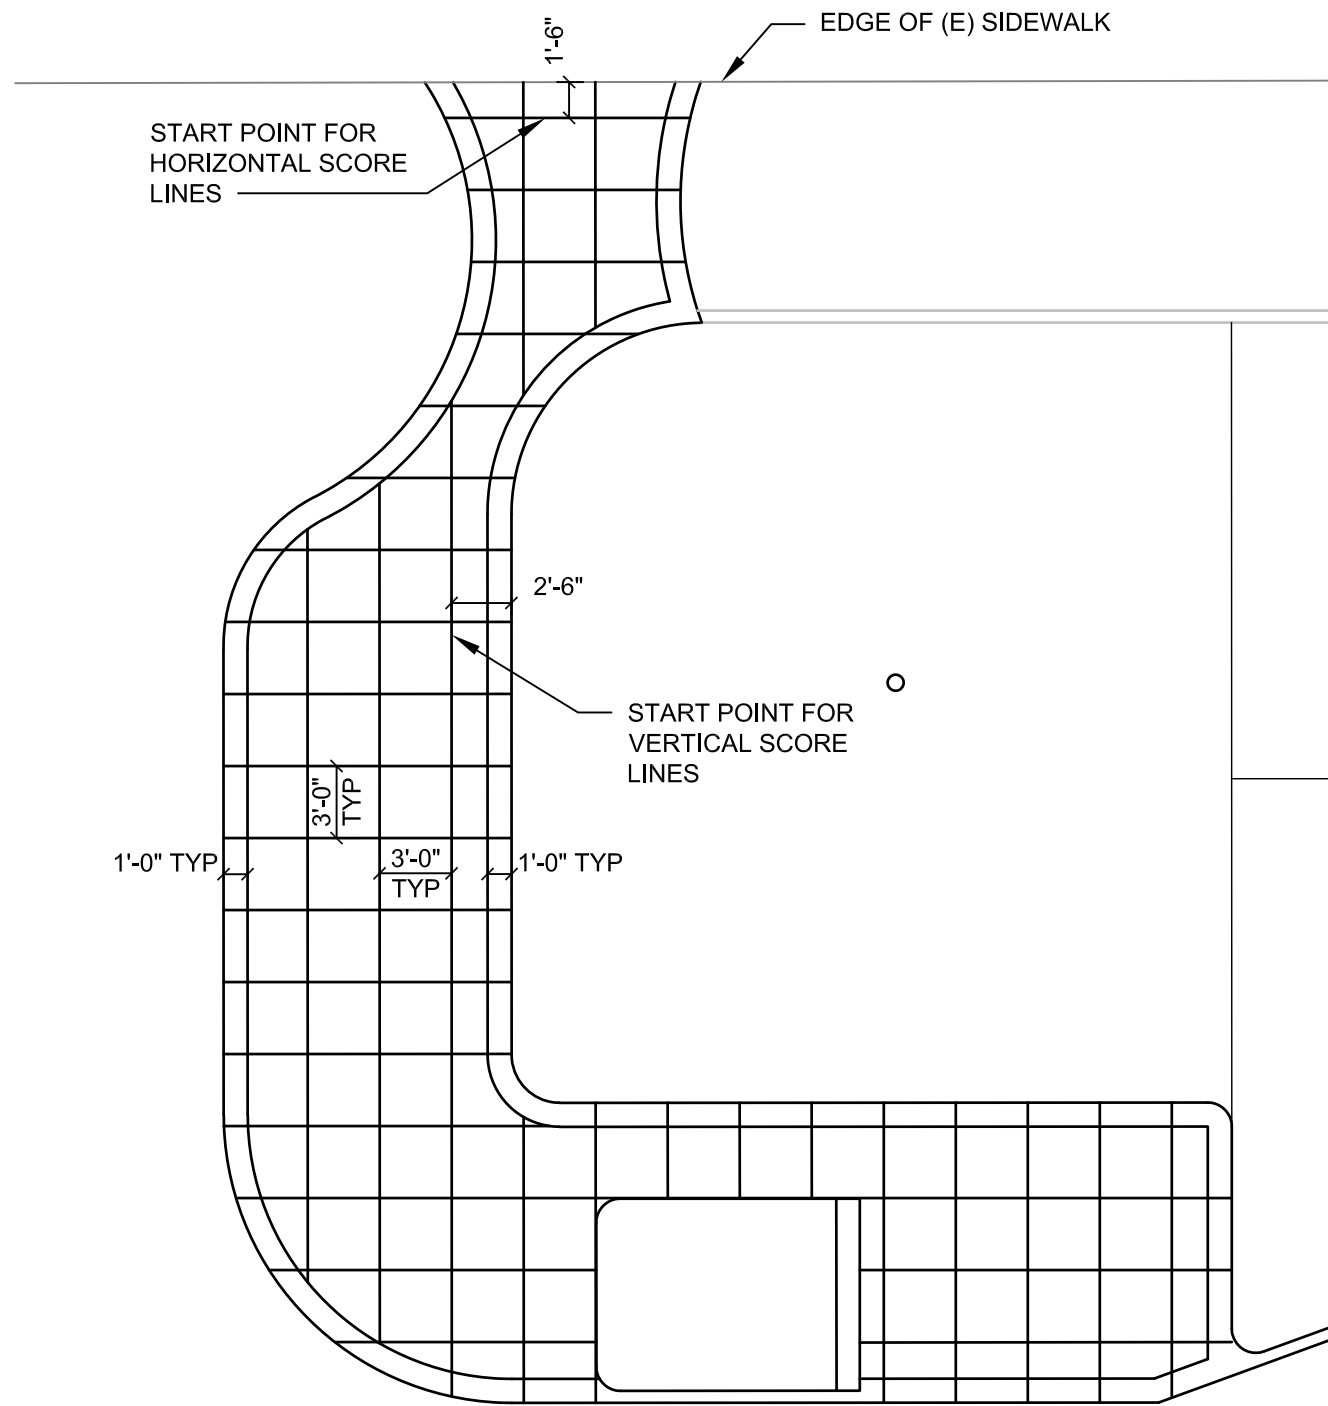 EDGE OF (E) SIDEWALK
1'-6"
START POINT FOR
HORIZONTAL SCORE
LINES
2'-6"
START POINT FOR
VERTICAL SCORE
LINES
3'-0"
TYP
1'-0" TYP
3'-0"
TYP
1'-0" TYP